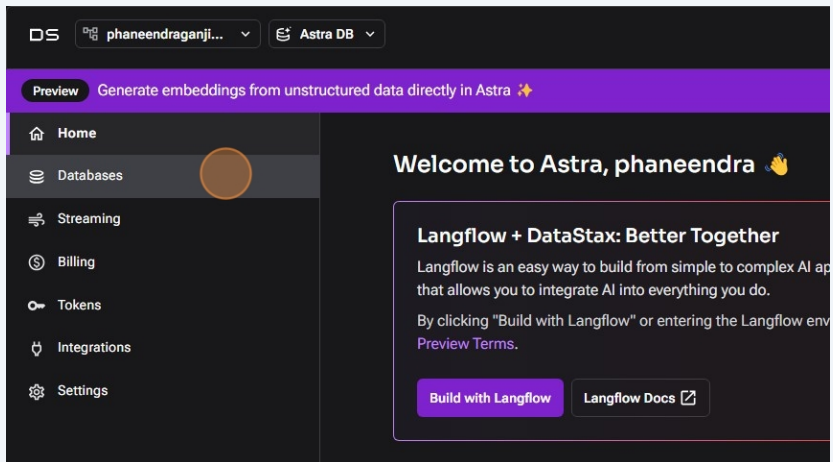 DS phaneendraganji... Astra DB
Preview Generate embeddings from unstructured data directly in Astra ✨
Home
Databases
Streaming
Billing
Tokens
Integrations
Settings
Welcome to Astra, phaneendra 👋
Langflow + DataStax: Better Together
Langflow is an easy way to build from simple to complex AI ap
that allows you to integrate AI into everything you do.
By clicking "Build with Langflow" or entering the Langflow env
Preview Terms.
Build with Langflow Langflow Docs